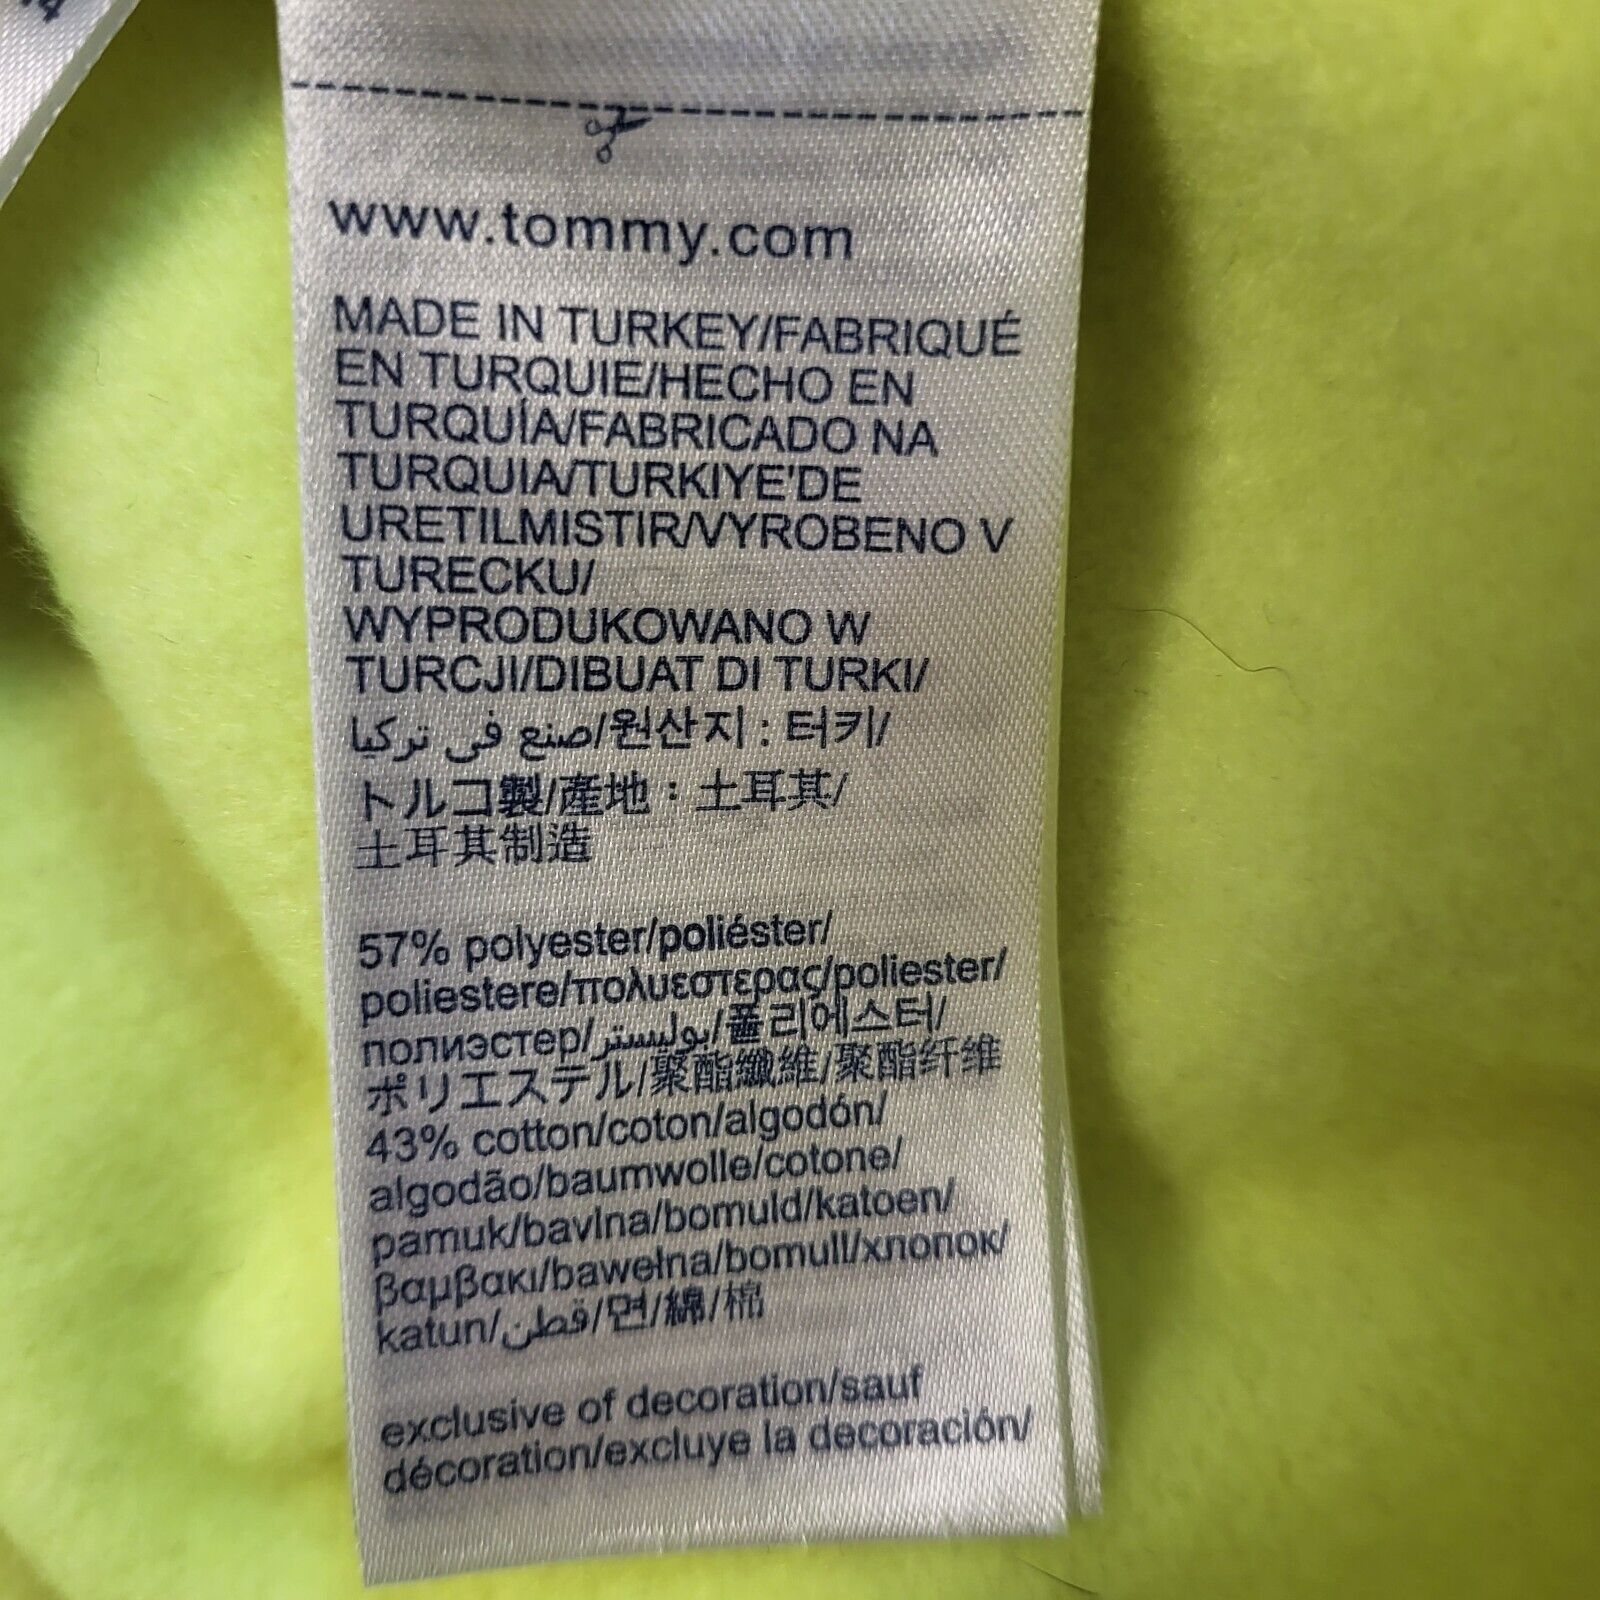 www.tommy.com
MADE IN TURKEY/FABRIQUÉ
EN TURQUIE/HECHO EN
TURQUÍA/FABRICADO NA
TURQUIA/TURKIYE'DE
URETILMISTIR/VYROBENO V
TURECKU/
WYPRODUKOWANO W
TURCJI/DIBUAT DI TURKI/
صنع في تركيا/원산지 : 터키/
トルコ製/產地：土耳其/
土耳其制造
57% polyester/poliéster/
poliestere/πολυεστερας/poliester/
полиэстер/بوليستر/폴리에스터/
ポリエステル/聚酯纖維/聚酯纤维
43% cotton/coton/algodón/
algodão/baumwolle/cotone/
pamuk/bavlna/bomuld/katoen/
βαμβακι/bawełna/bomull/хлопок/
katun/قطن/면/綿/棉
exclusive of decoration/sauf
décoration/excluye la decoración/